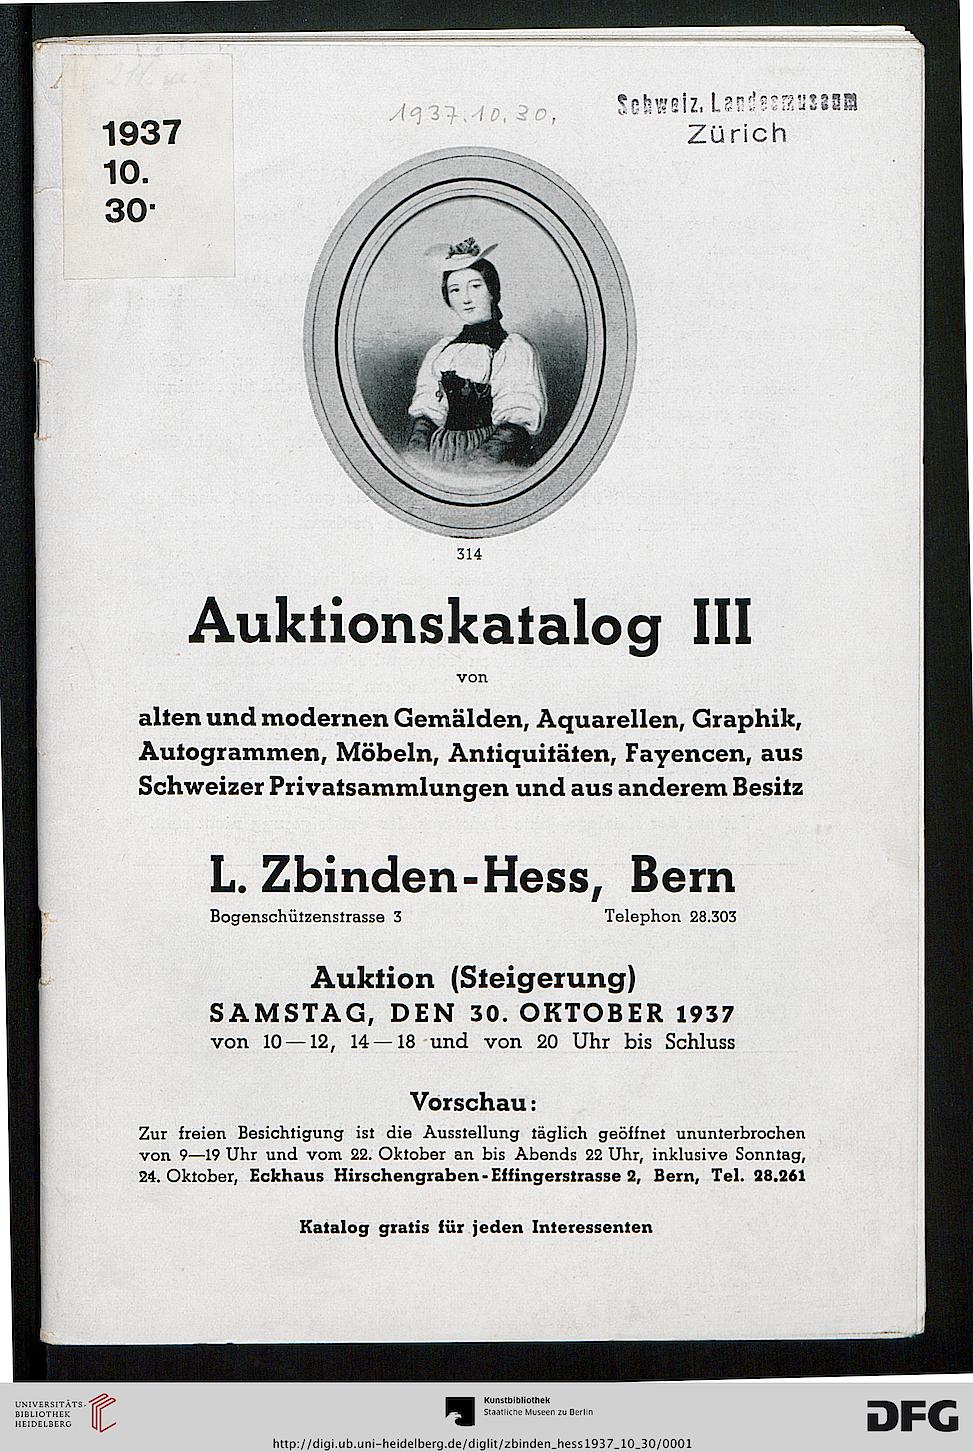 1937.10.30.
Schweiz. Landesmuseum
Zürich
1937
10.
30.
314
Auktionskatalog III
von
alten und modernen Gemälden, Aquarellen, Graphik,
Autogrammen, Möbeln, Antiquitäten, Fayencen, aus
Schweizer Privatsammlungen und aus anderem Besitz
L. Zbinden-Hess, Bern
Bogenschützenstrasse 3 Telephon 28.303
Auktion (Steigerung)
SAMSTAG, DEN 30. OKTOBER 1937
von 10—12, 14—18 und von 20 Uhr bis Schluss
Vorschau:
Zur freien Besichtigung ist die Ausstellung täglich geöffnet ununterbrochen
von 9—19 Uhr und vom 22. Oktober an bis Abends 22 Uhr, inklusive Sonntag,
24. Oktober, Eckhaus Hirschengraben-Effingerstrasse 2, Bern, Tel. 28.261
Katalog gratis für jeden Interessenten
UNIVERSITÄTS-
BIBLIOTHEK
HEIDELBERG
Kunstbibliothek
Staatliche Museen zu Berlin
DFG
http://digi.ub.uni-heidelberg.de/diglit/zbinden_hess1937_10_30/0001